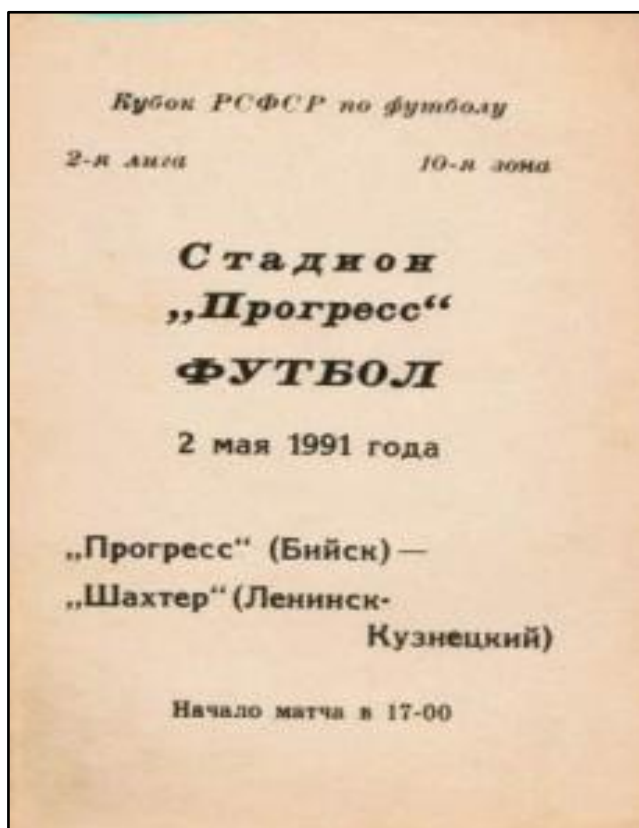 Кубок РСФСР по футболу
2-я лига 10-я зона
Стадион
„Прогресс“
ФУТБОЛ
2 мая 1991 года
„Прогресс“ (Бийск) —
„Шахтер“ (Ленинск-
Кузнецкий)
Начало матча в 17-00